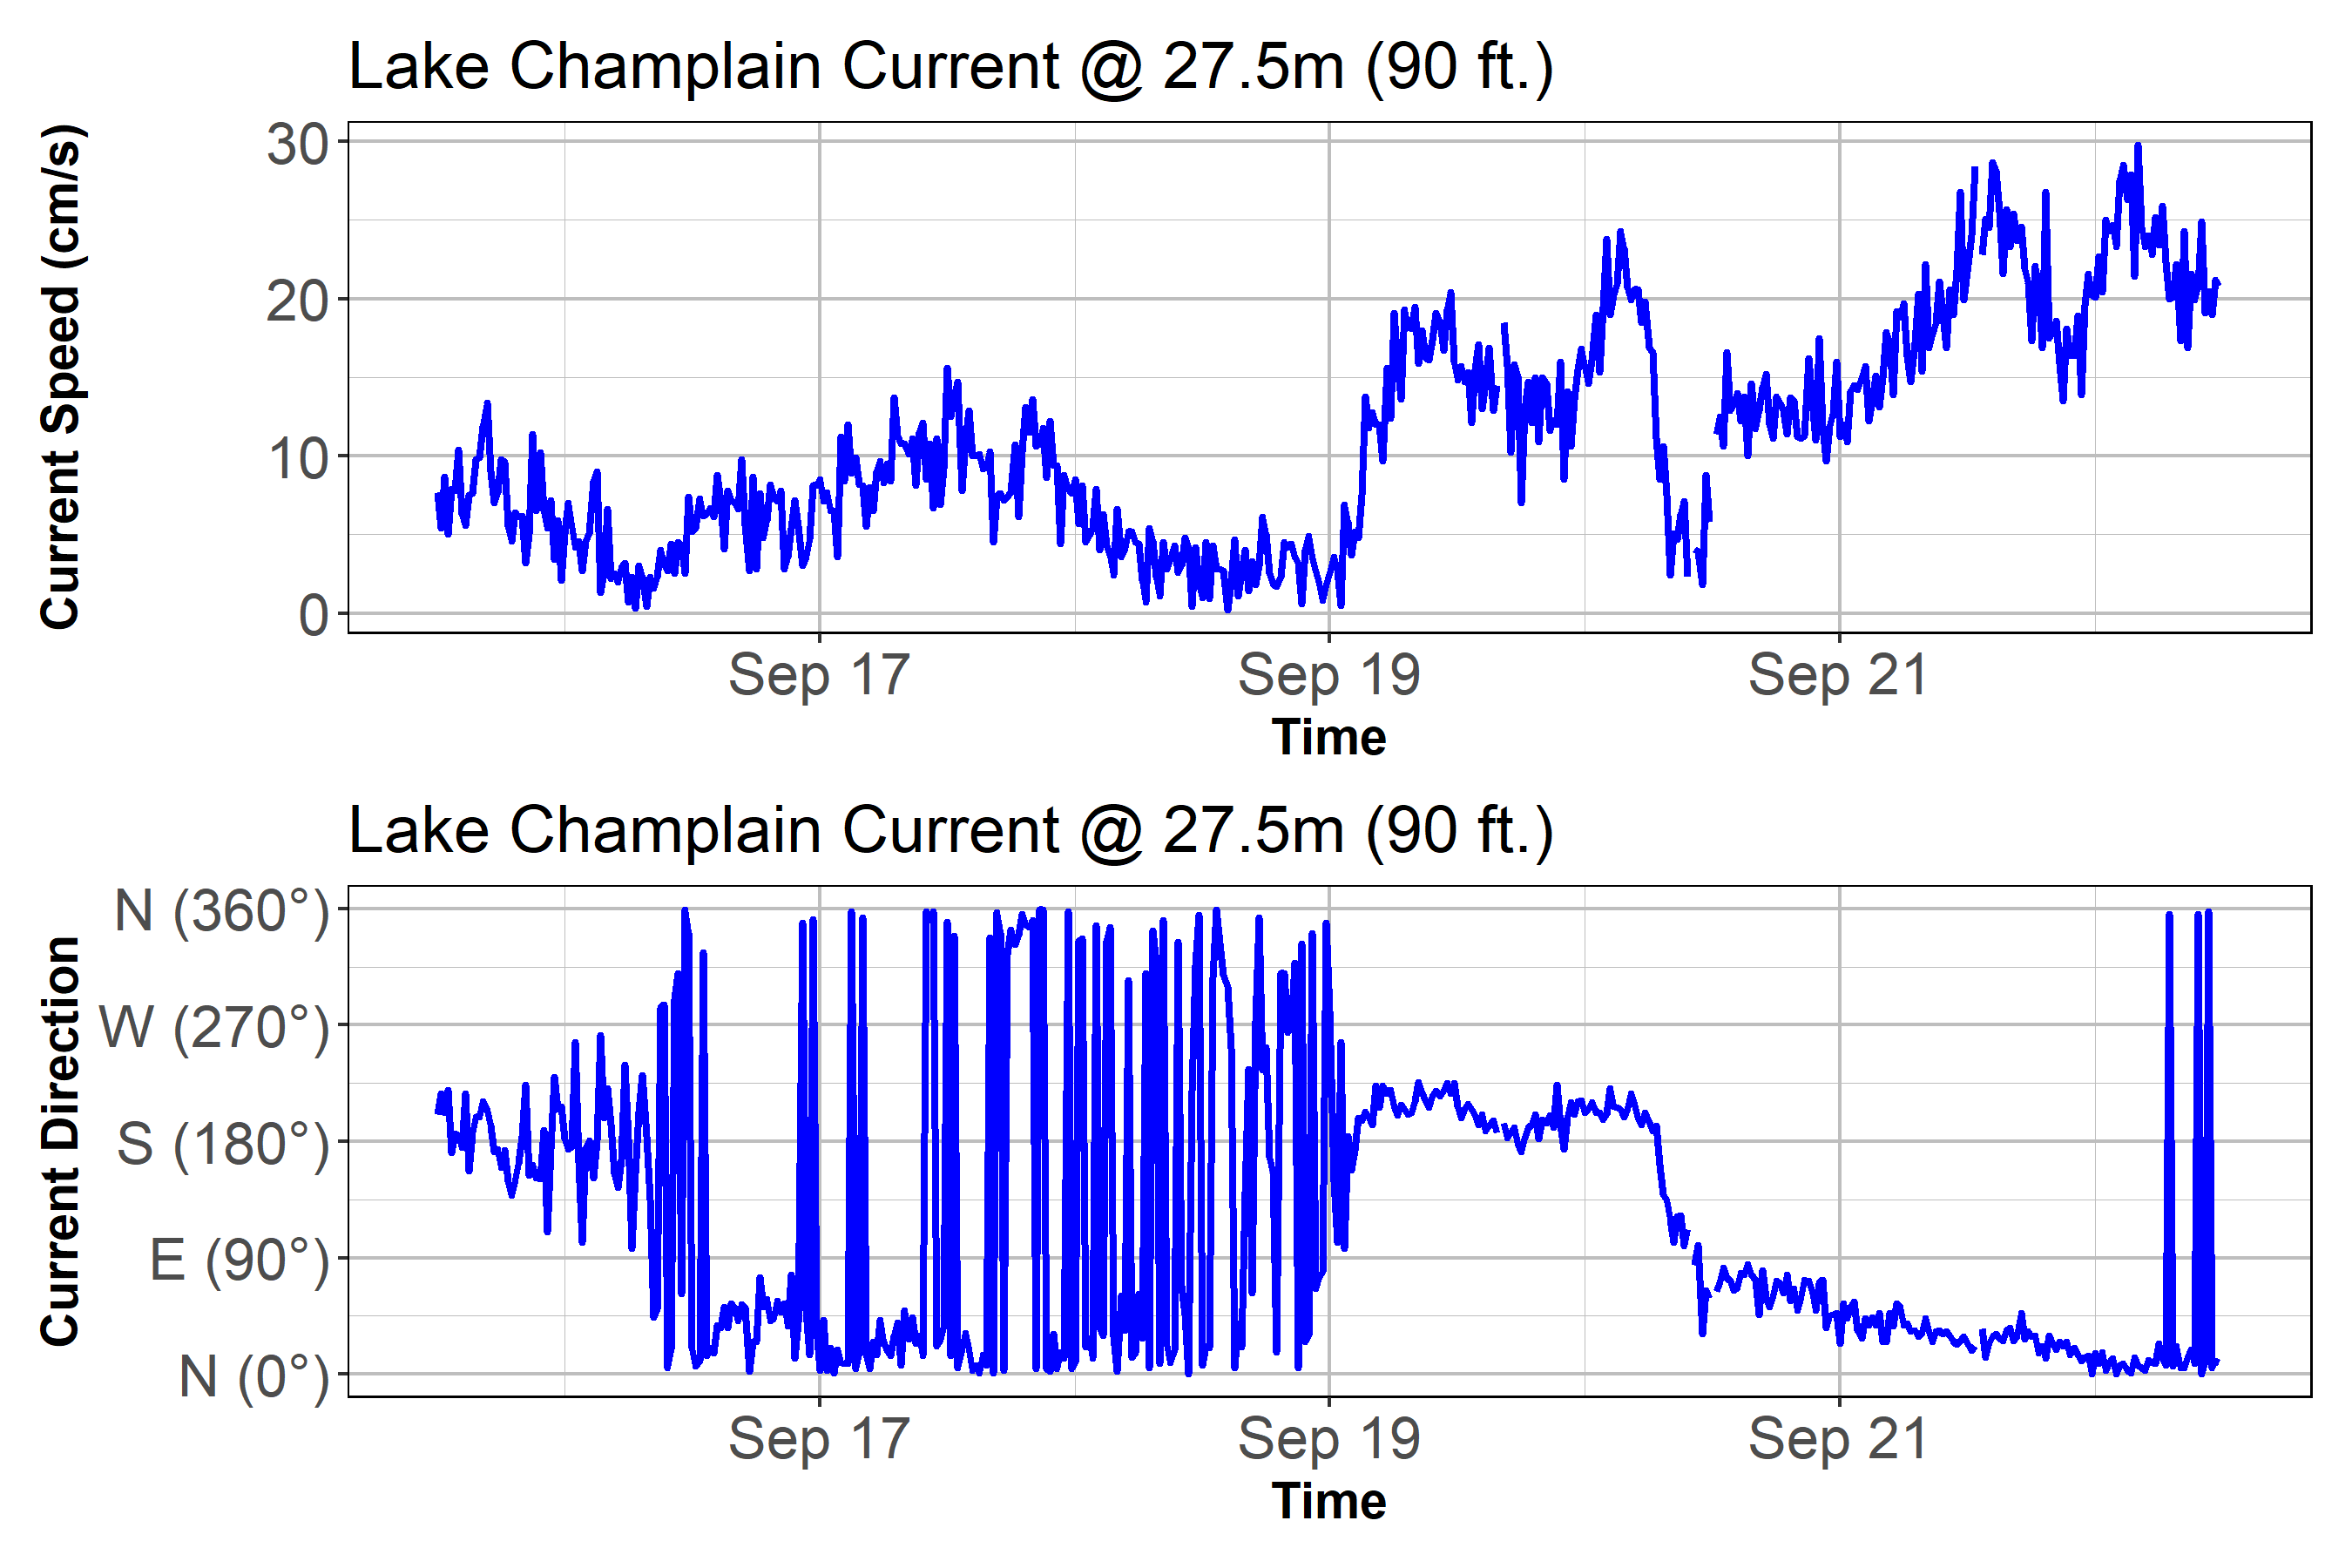 Lake Champlain Current @ 27.5m (90 ft.)
Current Speed (cm/s)
30
20
10
0
Sep 17
Sep 19
Sep 21
Time
Lake Champlain Current @ 27.5m (90 ft.)
Current Direction
N (360°)
W (270°)
S (180°)
E (90°)
N (0°)
Sep 17
Sep 19
Sep 21
Time